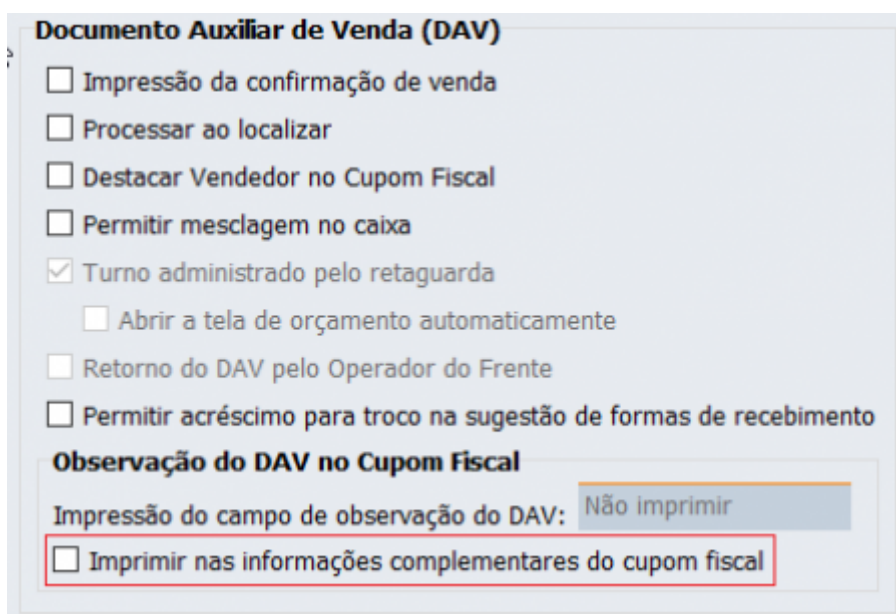 Documento Auxiliar de Venda (DAV)
Impressão da confirmação de venda
Processar ao localizar
Destacar Vendedor no Cupom Fiscal
Permitir mesclagem no caixa
Turno administrado pelo retaguarda
Abrir a tela de orçamento automaticamente
Retorno do DAV pelo Operador do Frente
Permitir acréscimo para troco na sugestão de formas de recebimento
Observação do DAV no Cupom Fiscal
Impressão do campo de observação do DAV: Não imprimir
Imprimir nas informações complementares do cupom fiscal